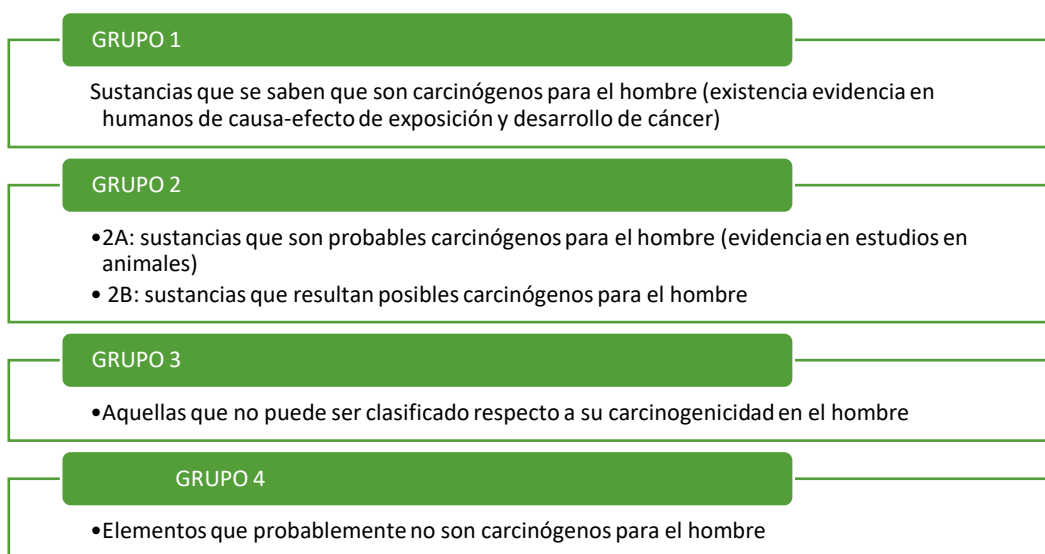 GRUPO 1
Sustancias que se saben que son carcinógenos para el hombre (existencia evidencia en
humanos de causa-efecto de exposición y desarrollo de cáncer)
GRUPO 2
•2A: sustancias que son probables carcinógenos para el hombre (evidencia en estudios en
animales)
• 2B: sustancias que resultan posibles carcinógenos para el hombre
GRUPO 3
•Aquellas que no puede ser clasificado respecto a su carcinogenicidad en el hombre
GRUPO 4
•Elementos que probablemente no son carcinógenos para el hombre